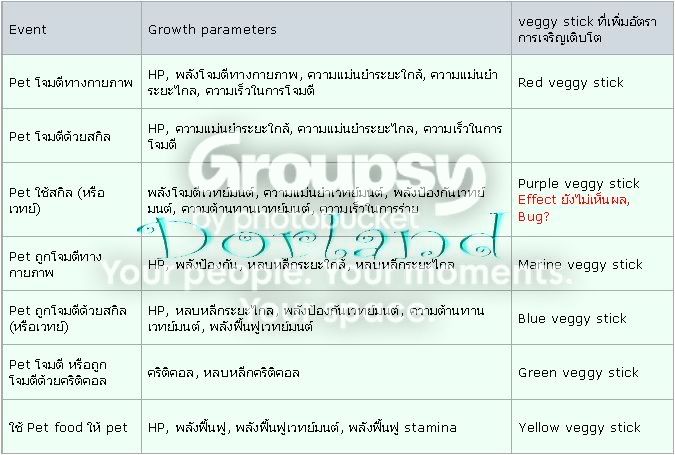 Event
Growth parameters
veggy stick ที่เพิ่มอัตรา
การเจริญเติบโต
Pet โจมตีทางกายภาพ
HP, พลังโจมตีทางกายภาพ, ความแม่นยำระยะใกล้, ความแม่นยำ
ระยะไกล, ความเร็วในการโจมตี
Red veggy stick
Pet โจมตีด้วยสกิล
HP, ความแม่นยำระยะใกล้, ความแม่นยำระยะไกล, ความเร็วในการ
โจมตี
Pet ใช้สกิล (หรือ
เวทย์)
พลังโจมตีเวทย์มนต์, ความแม่นยำเวทย์มนต์, พลังป้องกันเวทย์
มนต์, ความต้านทานเวทย์มนต์, ความเร็วในการร่าย
Purple veggy stick
Effect ยังไม่เห็นผล,
Bug?
Pet ถูกโจมตีทาง
กายภาพ
HP, พลังป้องกัน, หลบหลีกระยะใกล้, หลบหลีกระยะไกล
Marine veggy stick
Pet ถูกโจมตีด้วยสกิล
(หรือเวทย์)
HP, หลบหลีกระยะไกล, พลังป้องกันเวทย์มนต์, ความต้านทาน
เวทย์มนต์, พลังฟื้นฟูเวทย์มนต์
Blue veggy stick
Pet โจมตี หรือถูก
โจมตีด้วยคริติคอล
คริติคอล, หลบหลีกคริติคอล
Green veggy stick
ใช้ Pet food ให้ pet
HP, พลังฟื้นฟู, พลังฟื้นฟูเวทย์มนต์, พลังฟื้นฟู stamina
Yellow veggy stick
Groupsy
by photobucket
Dorland
Your people. Your moments.
Your space.